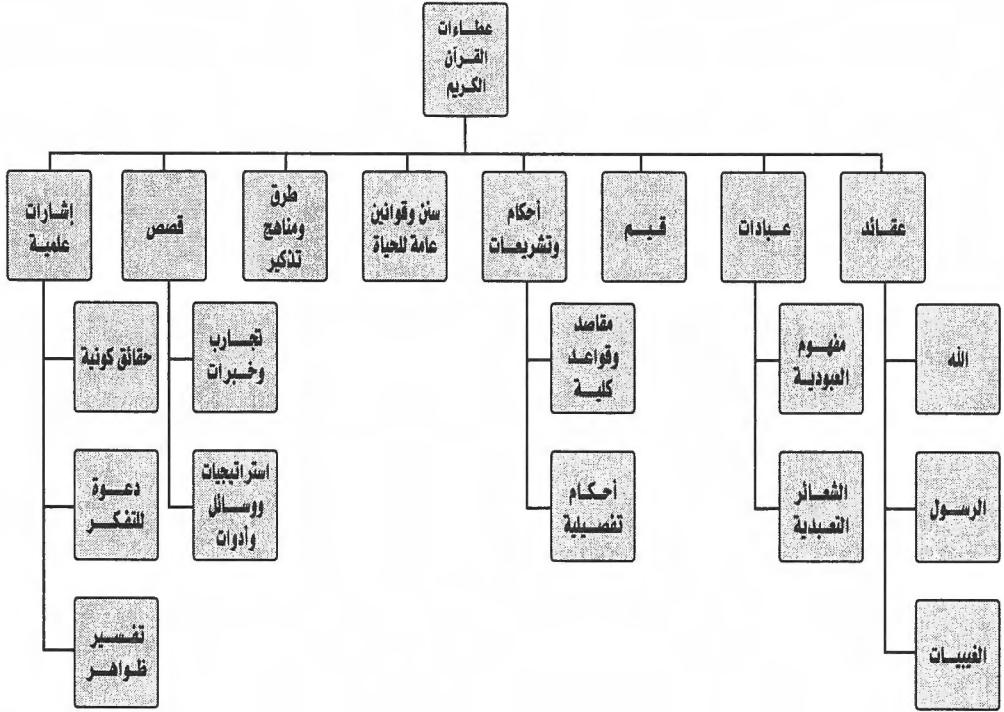 عطاءات
القرآن
الكريم
عقائد
عبادات
قيم
أحكام
وتشريعات
سنن وقوانين
عامة للحياة
طرق
ومناهج
تذكير
قصص
إشارات
علمية
الله
الرسول
الغيبيات
مفهوم
العبودية
الشعائر
التعبدية
مقاصد
وقواعد
كلية
أحكام
تفصيلية
تجارب
وخبرات
استراتيجيات
ووسائل
وأدوات
حقائق كونية
دعوة
للتفكر
تفسير
ظواهر